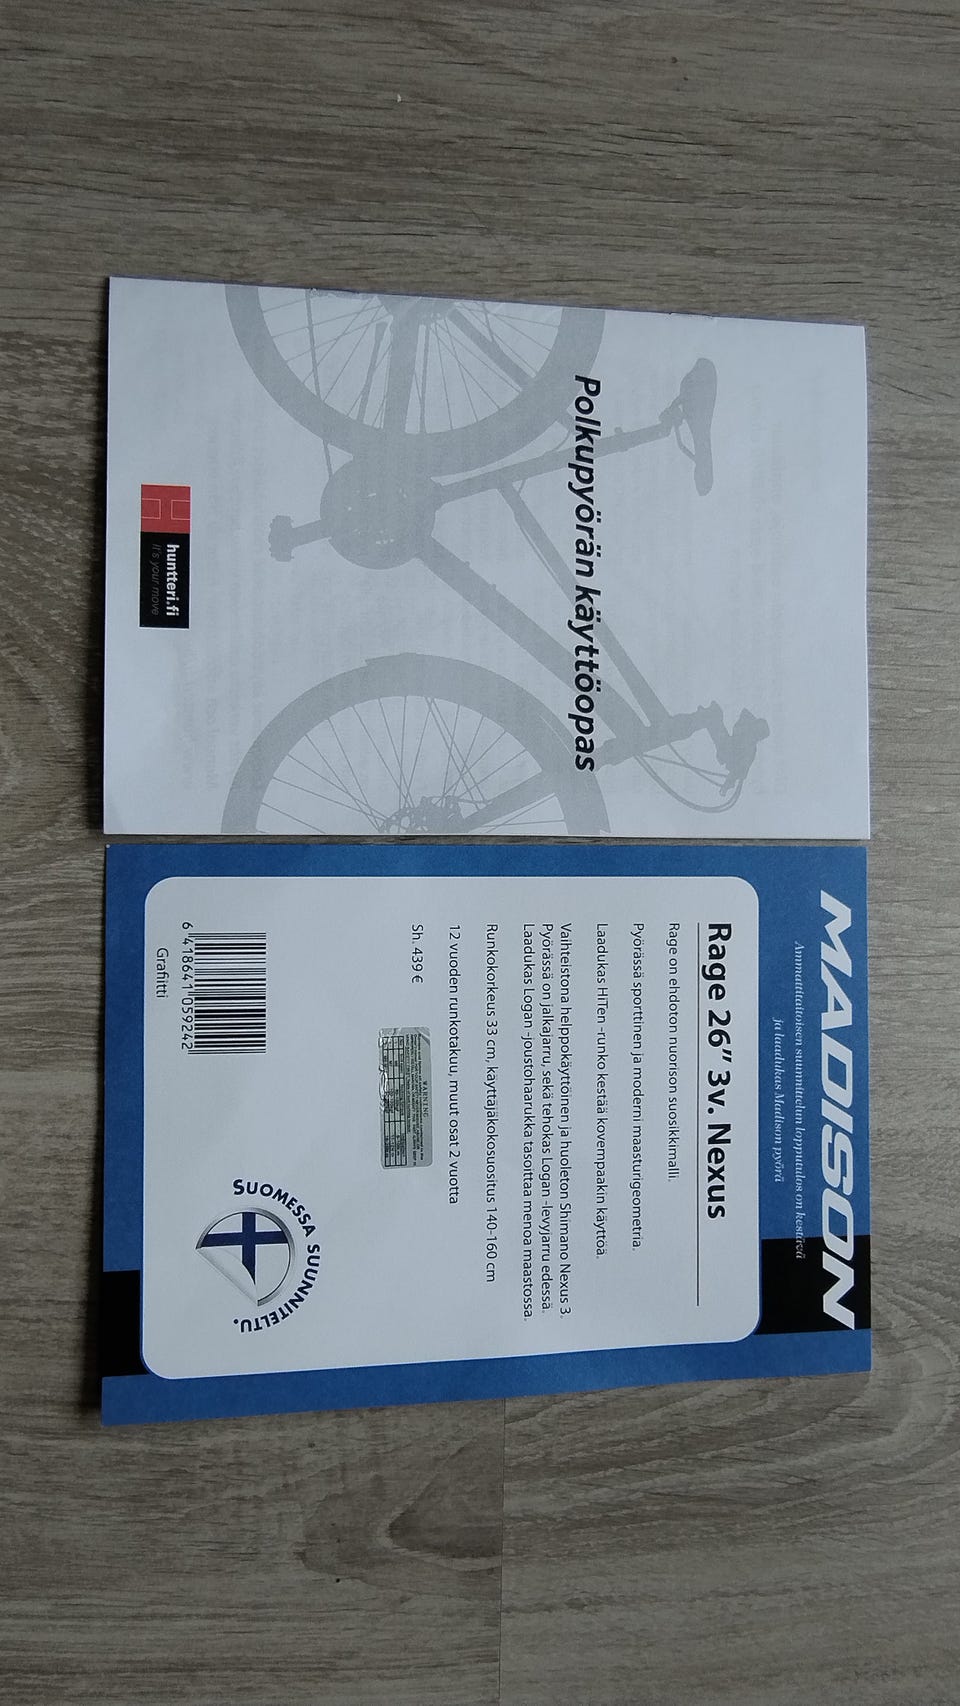 Polkupyörän käyttöopas
huntteri.fi
It's your move
MADISON
Ammattitaitoisen suunnittelun lopputulos on kestävä
ja laadukas Madison pyörä
Rage 26" 3v. Nexus
Rage on ehdoton nuorison suosikkimalli.
Pyörässä sporttinen ja moderni maasturigeometria.
Laadukas HiTen -runko kestää kovempaakin käyttöä.
Vaihteistona helppokäyttöinen ja huoleton Shimano Nexus 3.
Pyörässä on jalkajarru, sekä tehokas Logan -levyjarru edessä.
Laadukas Logan -joustohaarukka tasoittaa menoa maastossa.
Runkokorkeus 33 cm, käyttäjäkokosuositus 140-160 cm
12 vuoden runkotakuu, muut osat 2 vuotta
Sh. 439 €
WARNING
6 418641 059242
Grafiitti
SUOMESSA SUUNNITELTU.